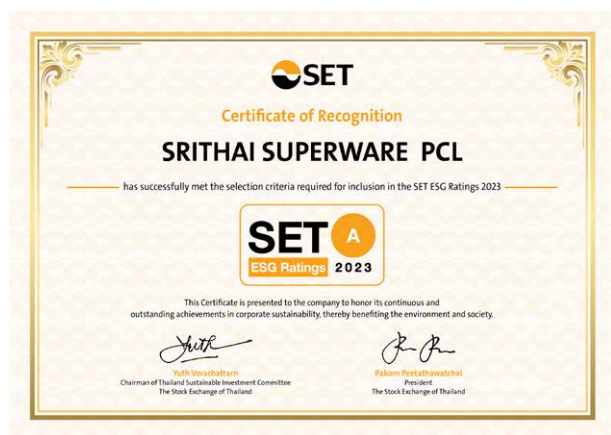 SET
Certificate of Recognition
SRITHAI SUPERWARE PCL
has successfully met the selection criteria required for inclusion in the SET ESG Ratings 2023
SET A
ESG Ratings 2023
This Certificate is presented to the company to honor its continuous and
outstanding achievements in corporate sustainability, thereby benefiting the environment and society.
Yuth Vorachattarn Pakorn Peetathawatchai
Chairman of Thailand Sustainable Investment Committee President
The Stock Exchange of Thailand The Stock Exchange of Thailand